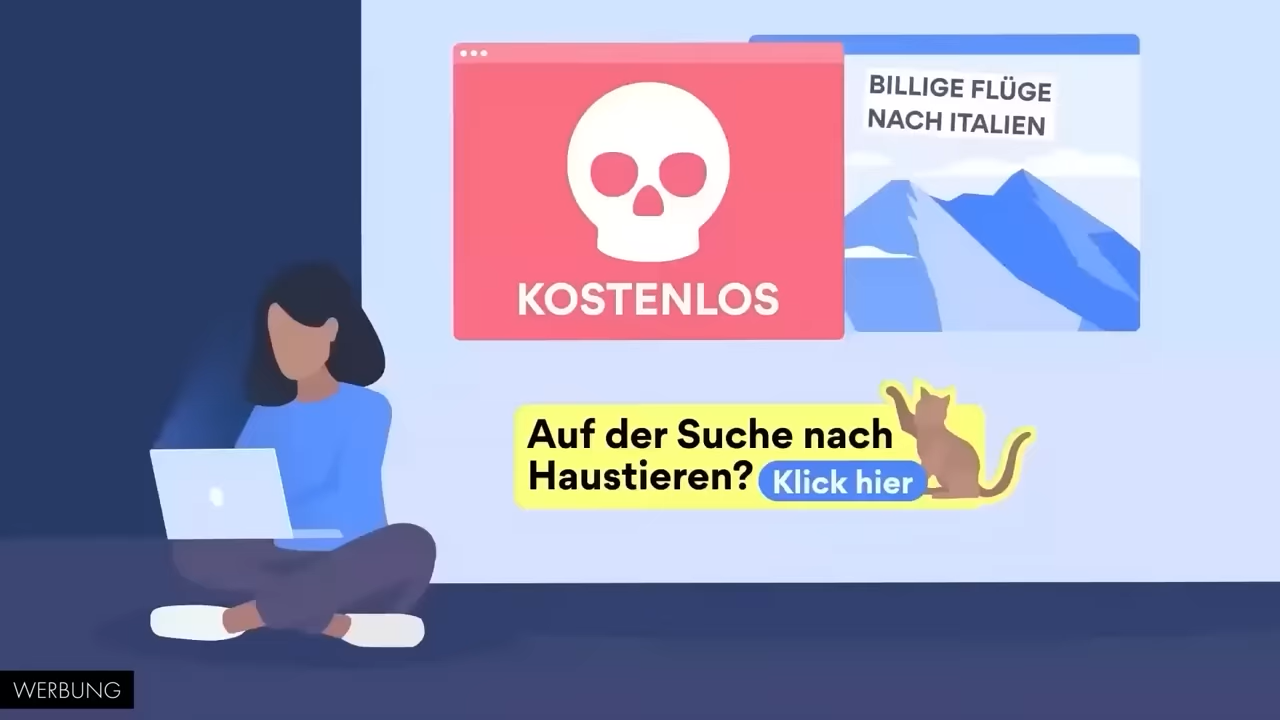 KOSTENLOS
BILLIGE FLÜGE
NACH ITALIEN
Auf der Suche nach
Haustieren?
Klick hier
WERBUNG